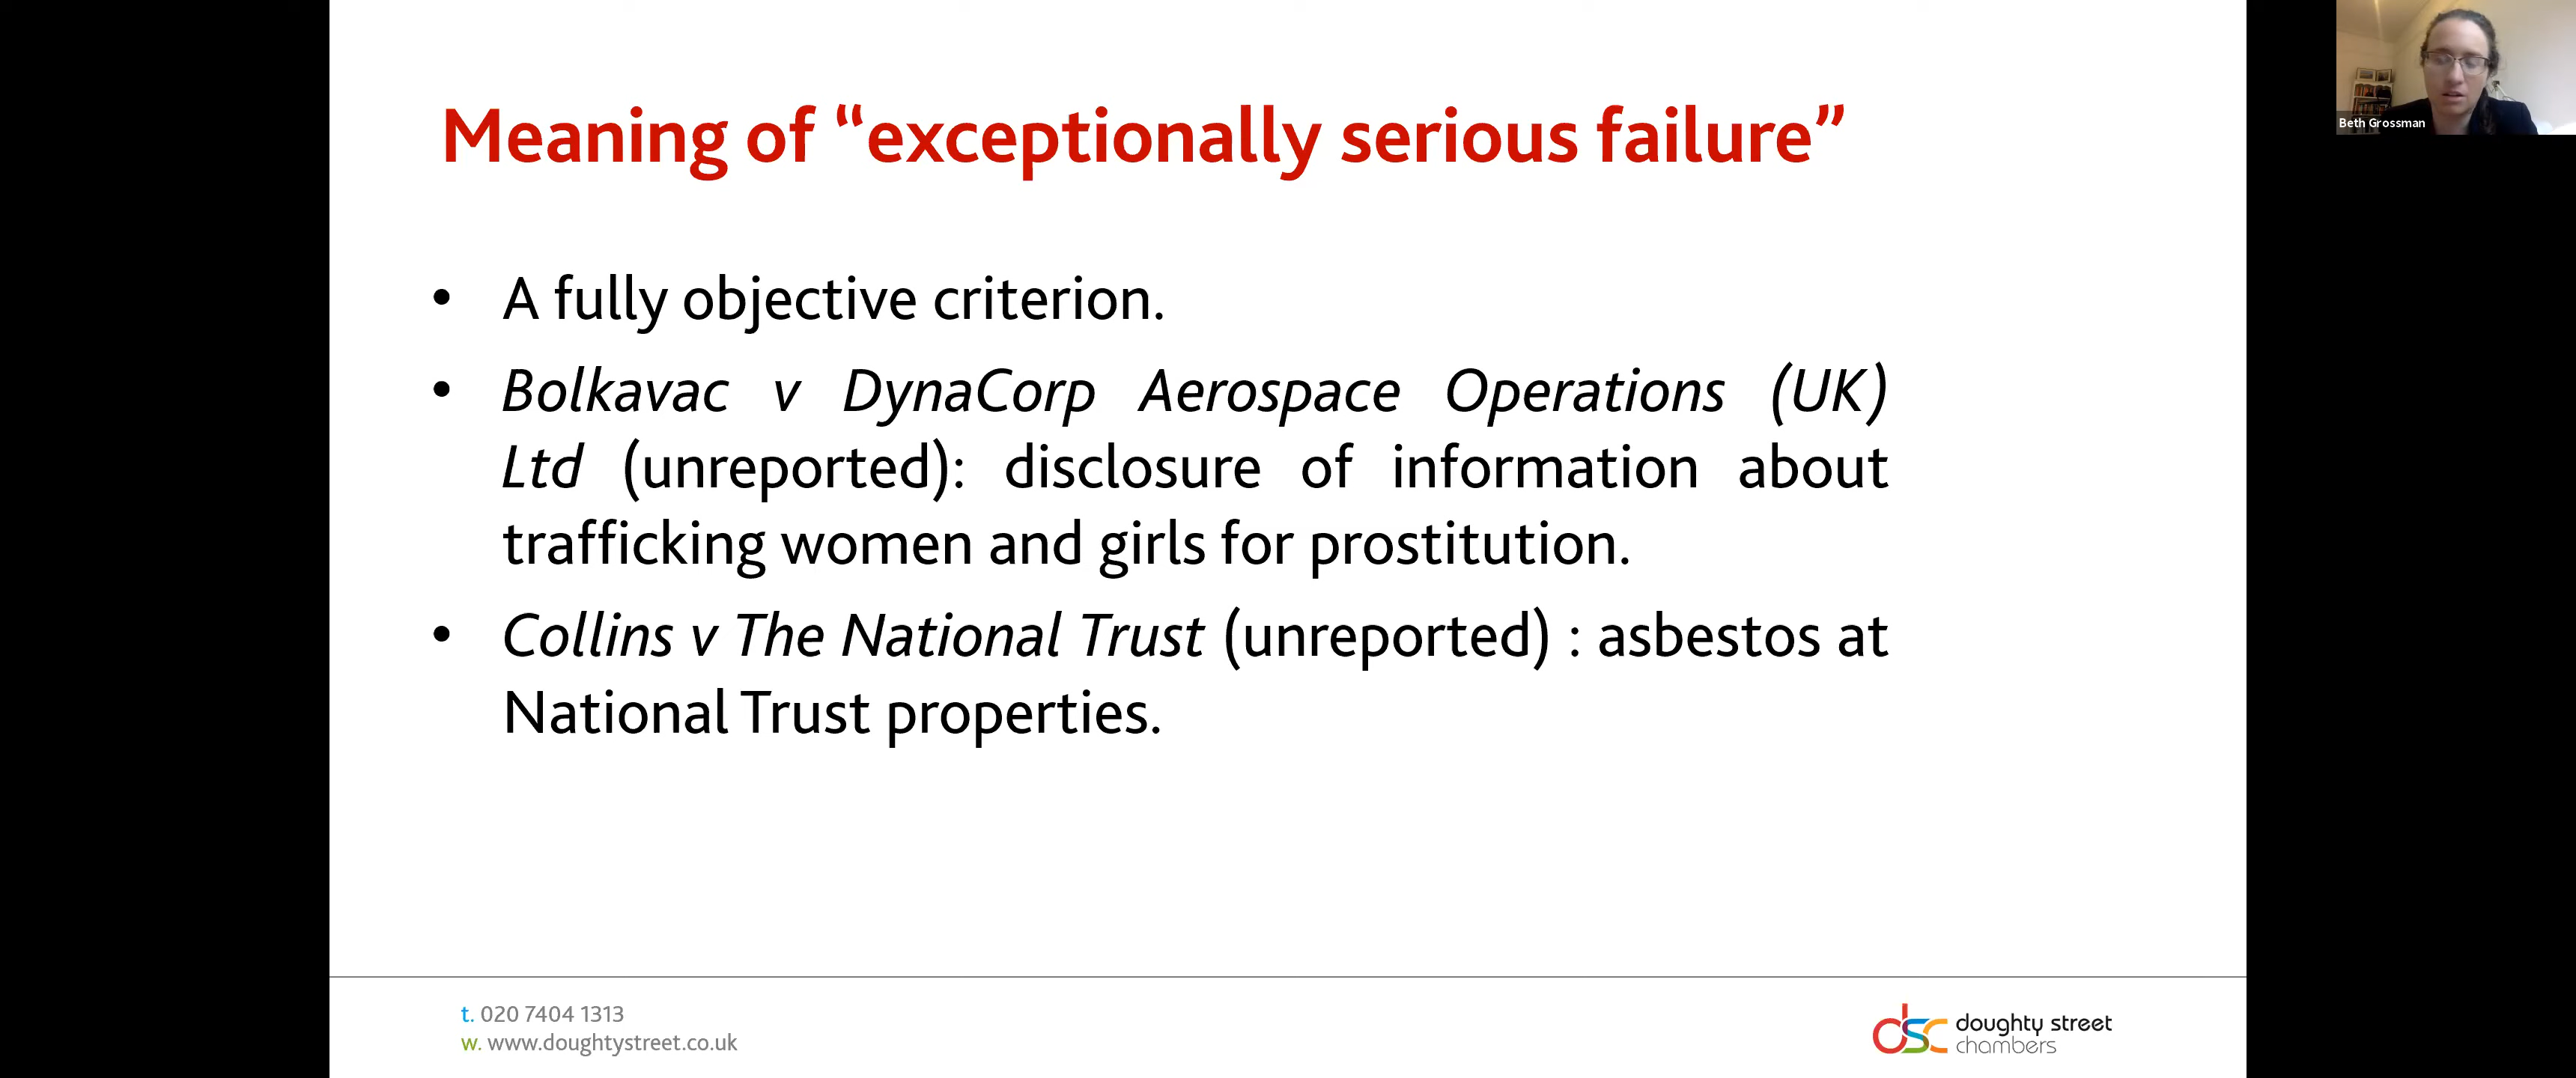 Meaning of “exceptionally serious failure”
• A fully objective criterion.
• Bolkavac v DynaCorp Aerospace Operations (UK)
Ltd (unreported): disclosure of information about
trafficking women and girls for prostitution.
• Collins v The National Trust (unreported) : asbestos at
National Trust properties.
t. 020 7404 1313
w. www.doughtystreet.co.uk
dsc doughty street
chambers
Beth Grossman